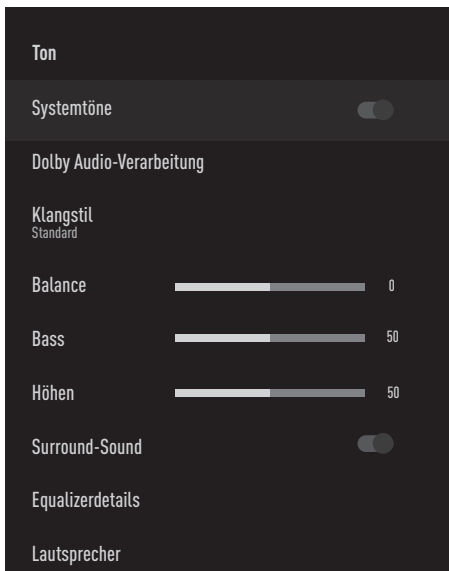 Ton
Systemtöne
Dolby Audio-Verarbeitung
Klangstil
Standard
Balance 0
Bass 50
Höhen 50
Surround-Sound
Equalizerdetails
Lautsprecher